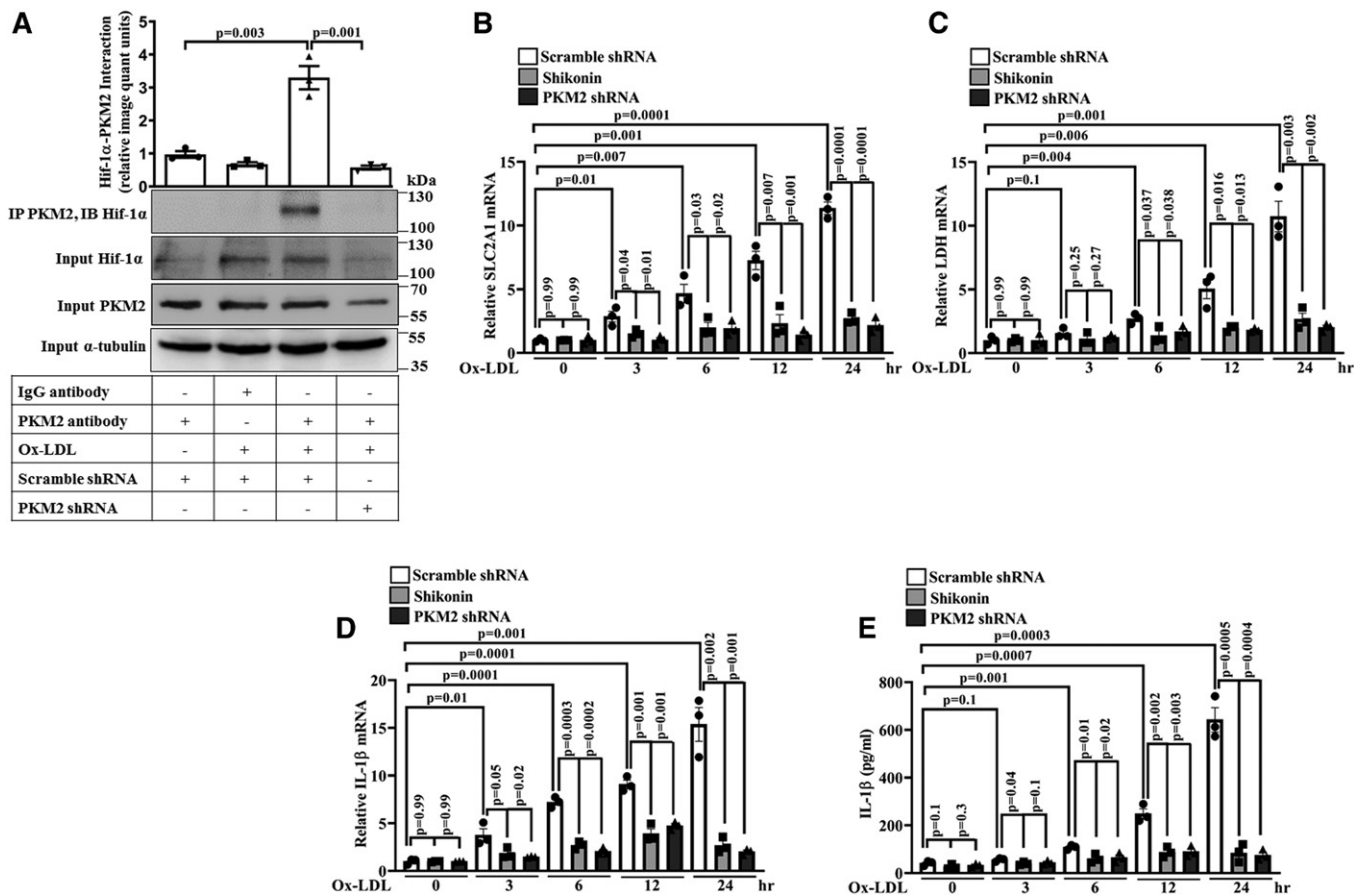 A
Hif-1α-PKM2 Interaction
(relative image quant units)
5
4
3
2
1
0
p=0.003
p=0.001
kDa
IP PKM2, IB Hif-1α
130
100
Input Hif-1α
130
100
Input PKM2
70
55
Input α-tubulin
55
35
IgG antibody - + - -
PKM2 antibody + - + +
Ox-LDL - + + +
Scramble shRNA + + + -
PKM2 shRNA - - - +
B
Scramble shRNA
Shikonin
PKM2 shRNA
p=0.0001
p=0.001
p=0.007
p=0.01
p=0.99
p=0.99
p=0.04
p=0.01
p=0.03
p=0.02
p=0.007
p=0.001
p=0.0001
p=0.0001
Relative SLC2A1 mRNA
15
10
5
0
Ox-LDL 0 3 6 12 24 hr
C
Scramble shRNA
Shikonin
PKM2 shRNA
p=0.001
p=0.006
p=0.004
p=0.1
p=0.99
p=0.99
p=0.25
p=0.27
p=0.037
p=0.038
p=0.016
p=0.013
p=0.003
p=0.002
Relative LDH mRNA
15
10
5
0
Ox-LDL 0 3 6 12 24 hr
D
Scramble shRNA
Shikonin
PKM2 shRNA
p=0.001
p=0.0001
p=0.0001
p=0.01
p=0.99
p=0.99
p=0.05
p=0.02
p=0.0003
p=0.0002
p=0.001
p=0.001
p=0.002
p=0.001
Relative IL-1β mRNA
20
15
10
5
0
Ox-LDL 0 3 6 12 24 hr
E
Scramble shRNA
Shikonin
PKM2 shRNA
p=0.0003
p=0.0007
p=0.001
p=0.1
p=0.1
p=0.3
p=0.04
p=0.1
p=0.01
p=0.02
p=0.002
p=0.003
p=0.0005
p=0.0004
IL-1β (pg/ml)
800
600
400
200
0
Ox-LDL 0 3 6 12 24 hr